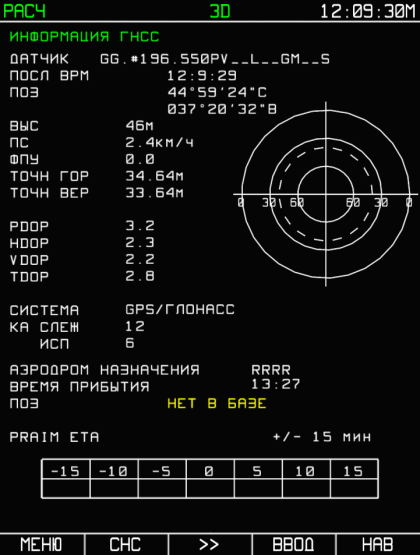 РАСЧ 3D 12:09:30М
ИНФОРМАЦИЯ ГНСС
ДАТЧИК GG.#196.550PV__L__GM__S
ПОСЛ ВРМ 12:9:29
ПОЗ 44°59'24"С
037°20'32"В
ВЫС 46М
ПС 2.4КМ/Ч
ФПУ 0.0
ТОЧН ГОР 34.64М
ТОЧН ВЕР 33.64М
0 30 60 60 30 0
PDOP 3.2
HDOP 2.3
VDOP 2.2
TDOP 2.8
СИСТЕМА GPS/ГЛОНАСС
КА СЛЕЖ 12
ИСП 6
АЭРОДРОМ НАЗНАЧЕНИЯ RRRR
ВРЕМЯ ПРИБЫТИЯ 13:27
ПОЗ НЕТ В БАЗЕ
PRAIM ETA +/- 15 МИН
-15 -10 -5 0 5 10 15
МЕНЮ СНС >> ВВОД НАВ